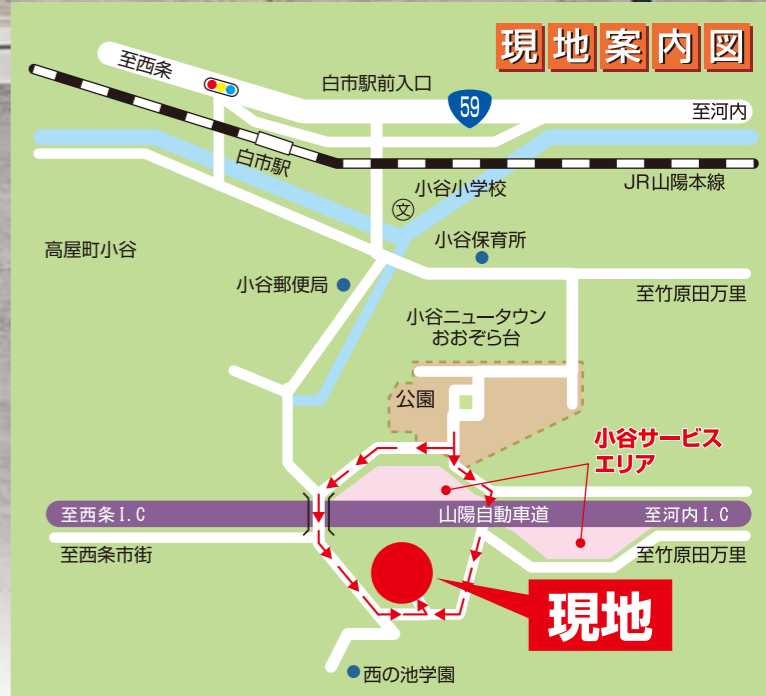 現地案内図
至西条
白市駅前入口
59
至河内
白市駅
小谷小学校
文
JR山陽本線
高屋町小谷
小谷保育所
小谷郵便局
至竹原田万里
小谷ニュータウン
おおぞら台
公園
小谷サービス
エリア
至西条I.C
山陽自動車道
至河内I.C
至西条市街
至竹原田万里
現地
西の池学園